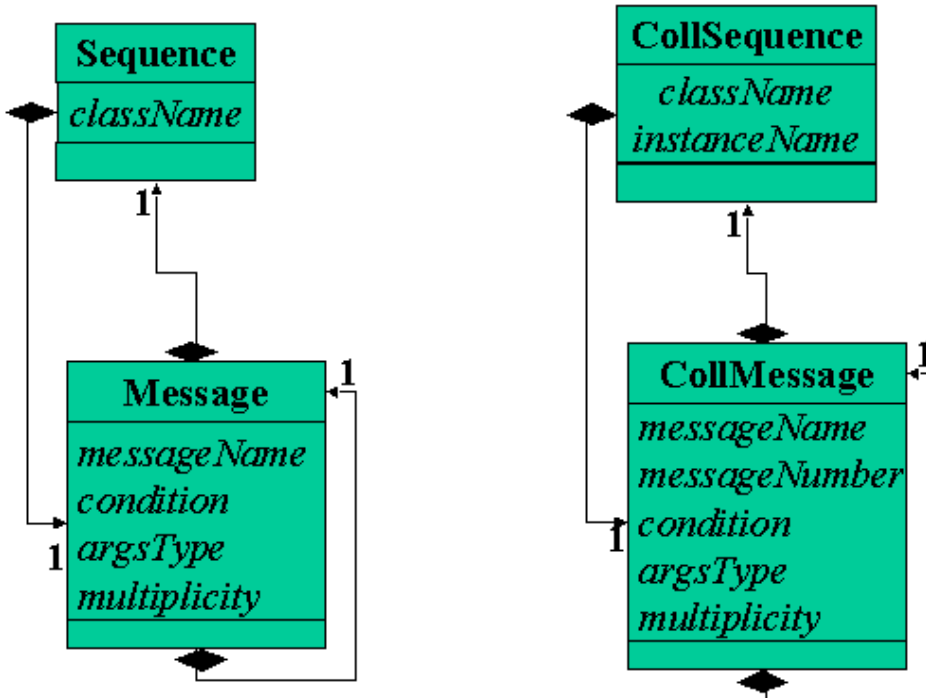 Sequence
className
1
Message
1
messageName
condition
argsType
1
multiplicity
CollSequence
className
instanceName
1
CollMessage
1
messageName
messageNumber
condition
1
argsType
multiplicity